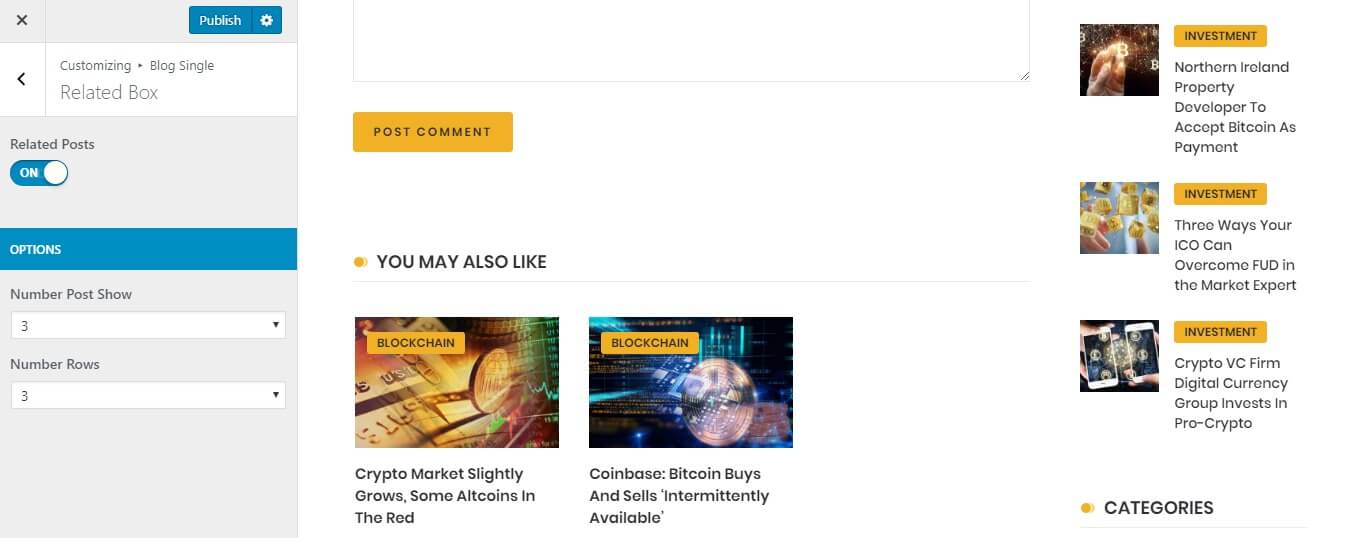 Publish
Customizing ▸ Blog Single
Related Box
Related Posts
ON
OPTIONS
Number Post Show
3
Number Rows
3
POST COMMENT
YOU MAY ALSO LIKE
BLOCKCHAIN
Crypto Market Slightly
Grows, Some Altcoins In
The Red
BLOCKCHAIN
Coinbase: Bitcoin Buys
And Sells ‘Intermittently
Available’
INVESTMENT
Northern Ireland
Property
Developer To
Accept Bitcoin As
Payment
INVESTMENT
Three Ways Your
ICO Can
Overcome FUD in
the Market Expert
INVESTMENT
Crypto VC Firm
Digital Currency
Group Invests In
Pro-Crypto
CATEGORIES